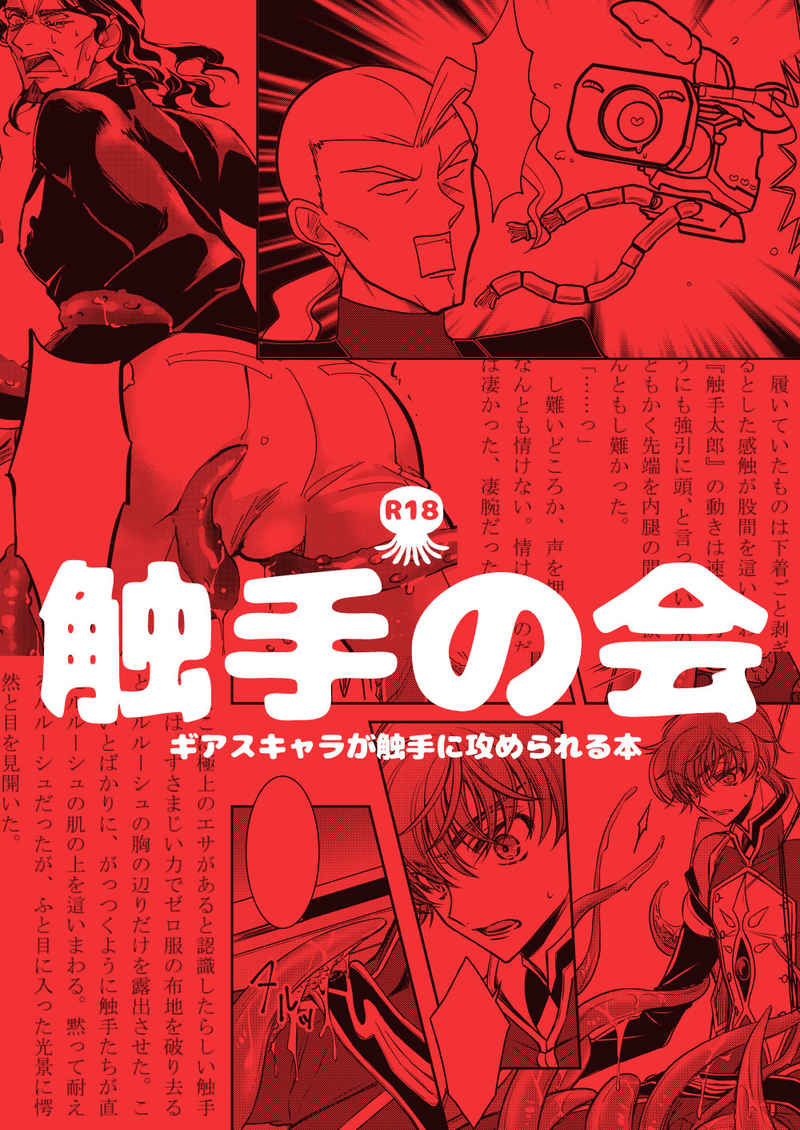 R18
触手の会
ギアスキャラが触手に攻められる本
履いていたものは下着ごと剥ぎ
るとした感触が股間を這い
『触手太郎』の動きは速
うにも強引に頭、と言っ
ともかく先端を内腿の間
んともし難かった。
「……っ」
し難いどころか、声を押
なんとも情けない。情け
は凄かった、凄腕だった
極上のエサがあると認識したらしい触手
は、すさまじい力でゼロ服の布地を破り去る
ルルーシュの胸の辺りだけを露出させた。こ
いとばかりに、がっつくように触手たちが直
ルーシュの肌の上を這いまわる。黙って耐え
ルルーシュだったが、ふと目に入った光景に愕
然と目を見開いた。
ヌルッ